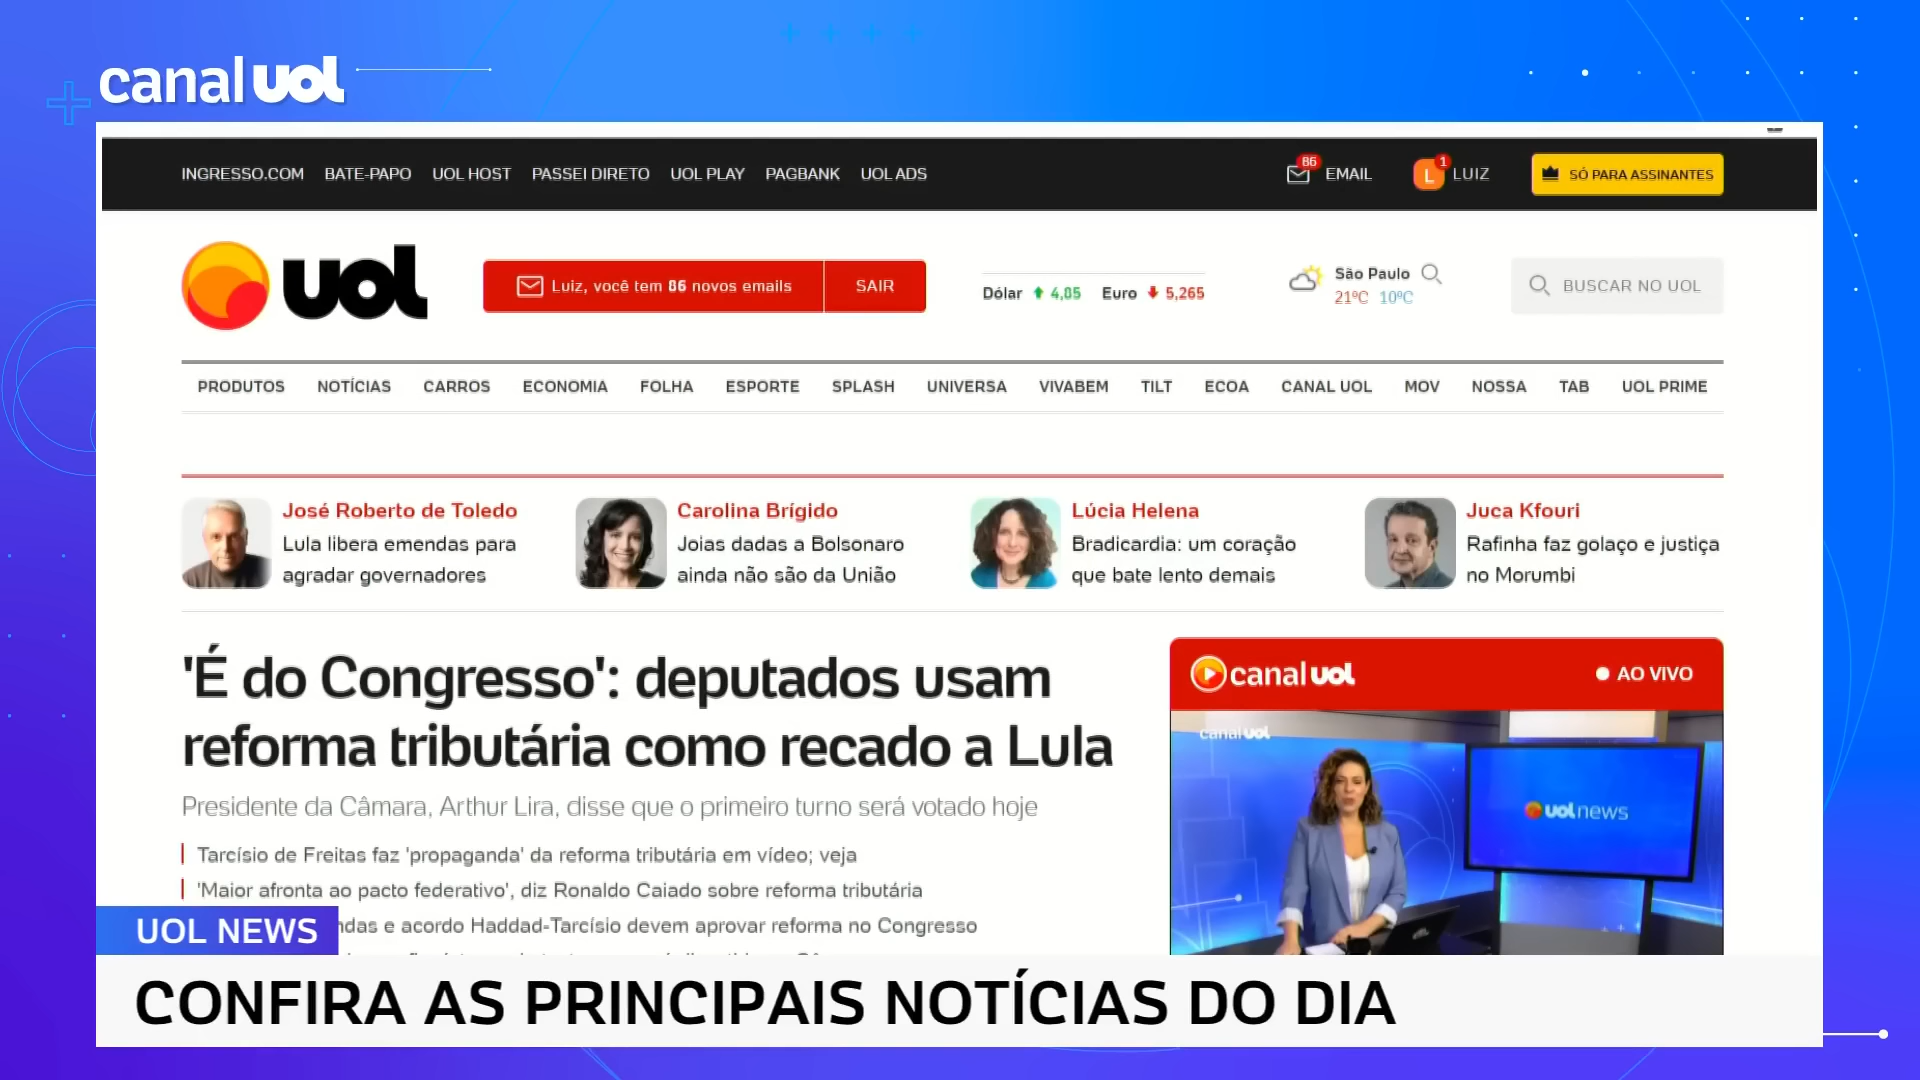 canal uol
INGRESSO.COM BATE-PAPO UOL HOST PASSEI DIRETO UOL PLAY PAGBANK UOL ADS
86 EMAIL L 1 LUIZ SÓ PARA ASSINANTES
uol
Luiz, você tem 86 novos emails SAIR
Dólar 4,85 Euro 5,265
São Paulo
21ºC 10ºC
BUSCAR NO UOL
PRODUTOS NOTÍCIAS CARROS ECONOMIA FOLHA ESPORTE SPLASH UNIVERSA VIVABEM TILT ECOA CANAL UOL MOV NOSSA TAB UOL PRIME
José Roberto de Toledo
Lula libera emendas para
agradar governadores
Carolina Brígido
Joias dadas a Bolsonaro
ainda não são da União
Lúcia Helena
Bradicardia: um coração
que bate lento demais
Juca Kfouri
Rafinha faz golaço e justiça
no Morumbi
'É do Congresso': deputados usam
reforma tributária como recado a Lula
Presidente da Câmara, Arthur Lira, disse que o primeiro turno será votado hoje
Tarcísio de Freitas faz 'propaganda' da reforma tributária em vídeo; veja
'Maior afronta ao pacto federativo', diz Ronaldo Caiado sobre reforma tributária
ndas e acordo Haddad-Tarcísio devem aprovar reforma no Congresso
canal uol AO VIVO
canal uol
uol news
UOL NEWS
CONFIRA AS PRINCIPAIS NOTÍCIAS DO DIA